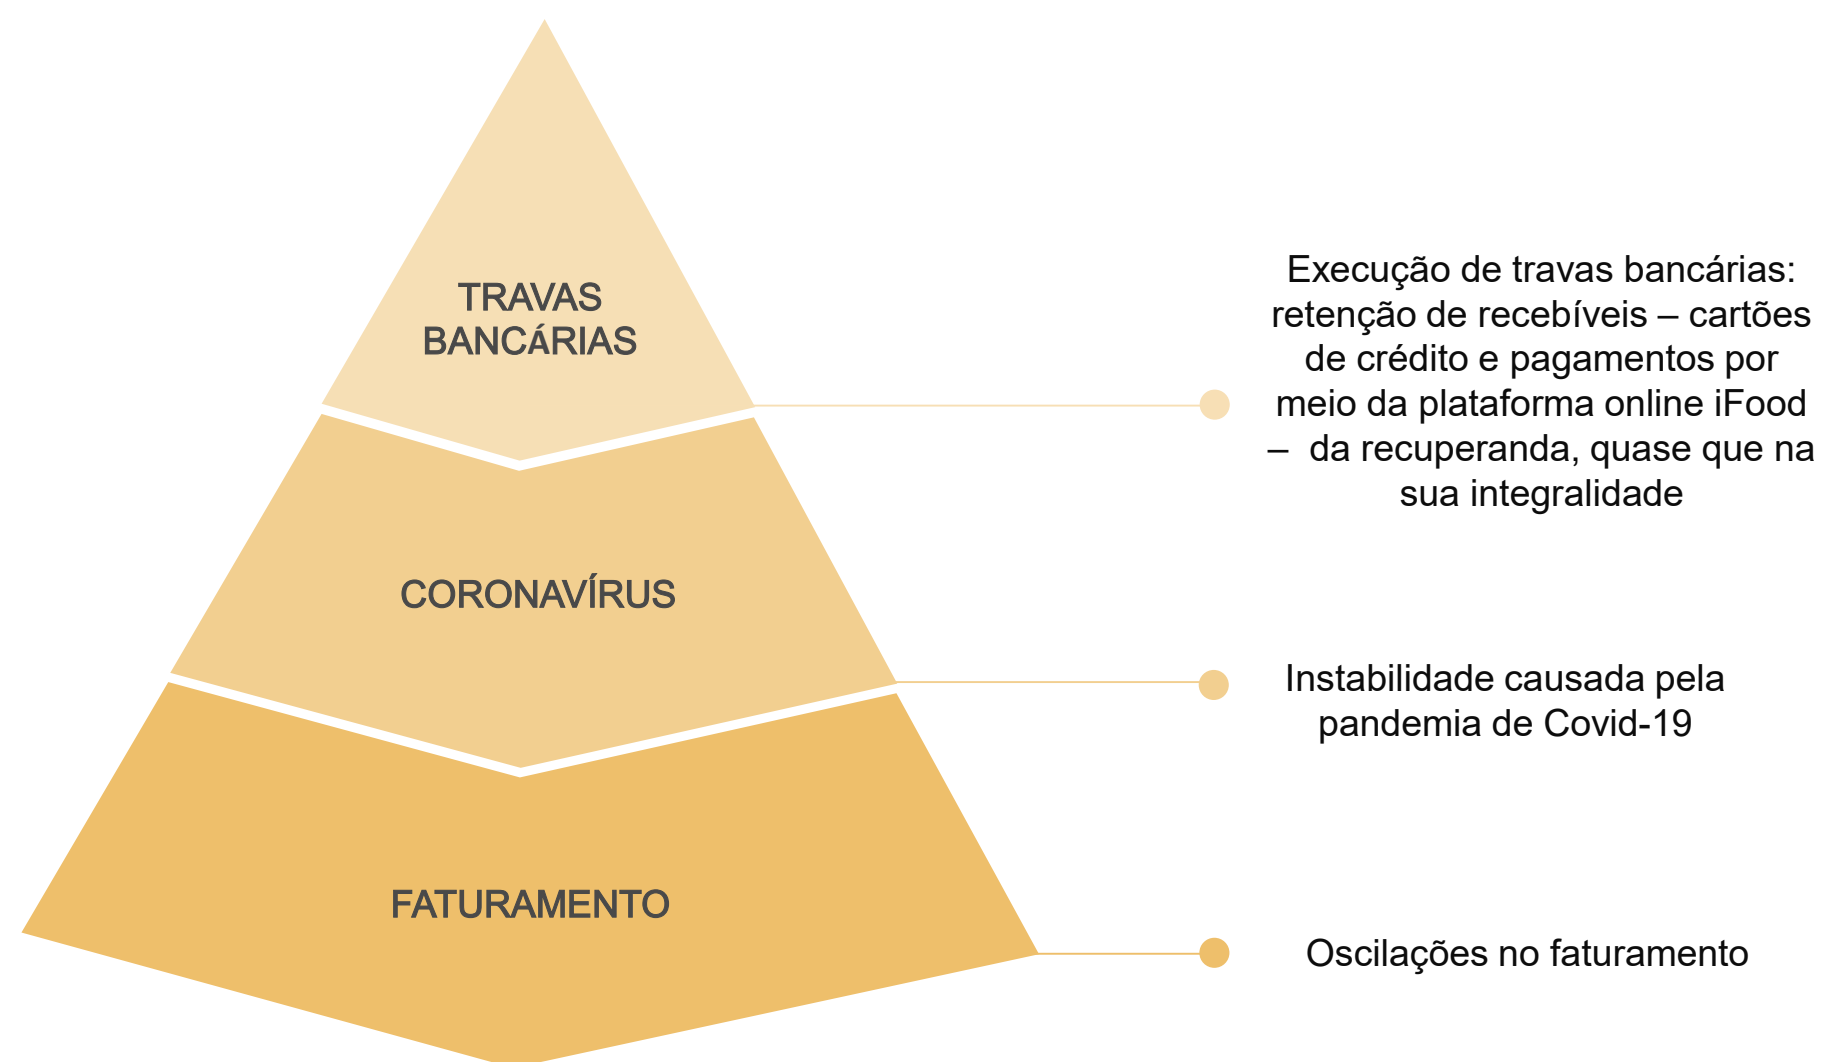 TRAVAS
BANCÁRIAS
Execução de travas bancárias:
retenção de recebíveis – cartões
de crédito e pagamentos por
meio da plataforma online iFood
– da recuperanda, quase que na
sua integralidade
CORONAVÍRUS
Instabilidade causada pela
pandemia de Covid-19
FATURAMENTO
Oscilações no faturamento